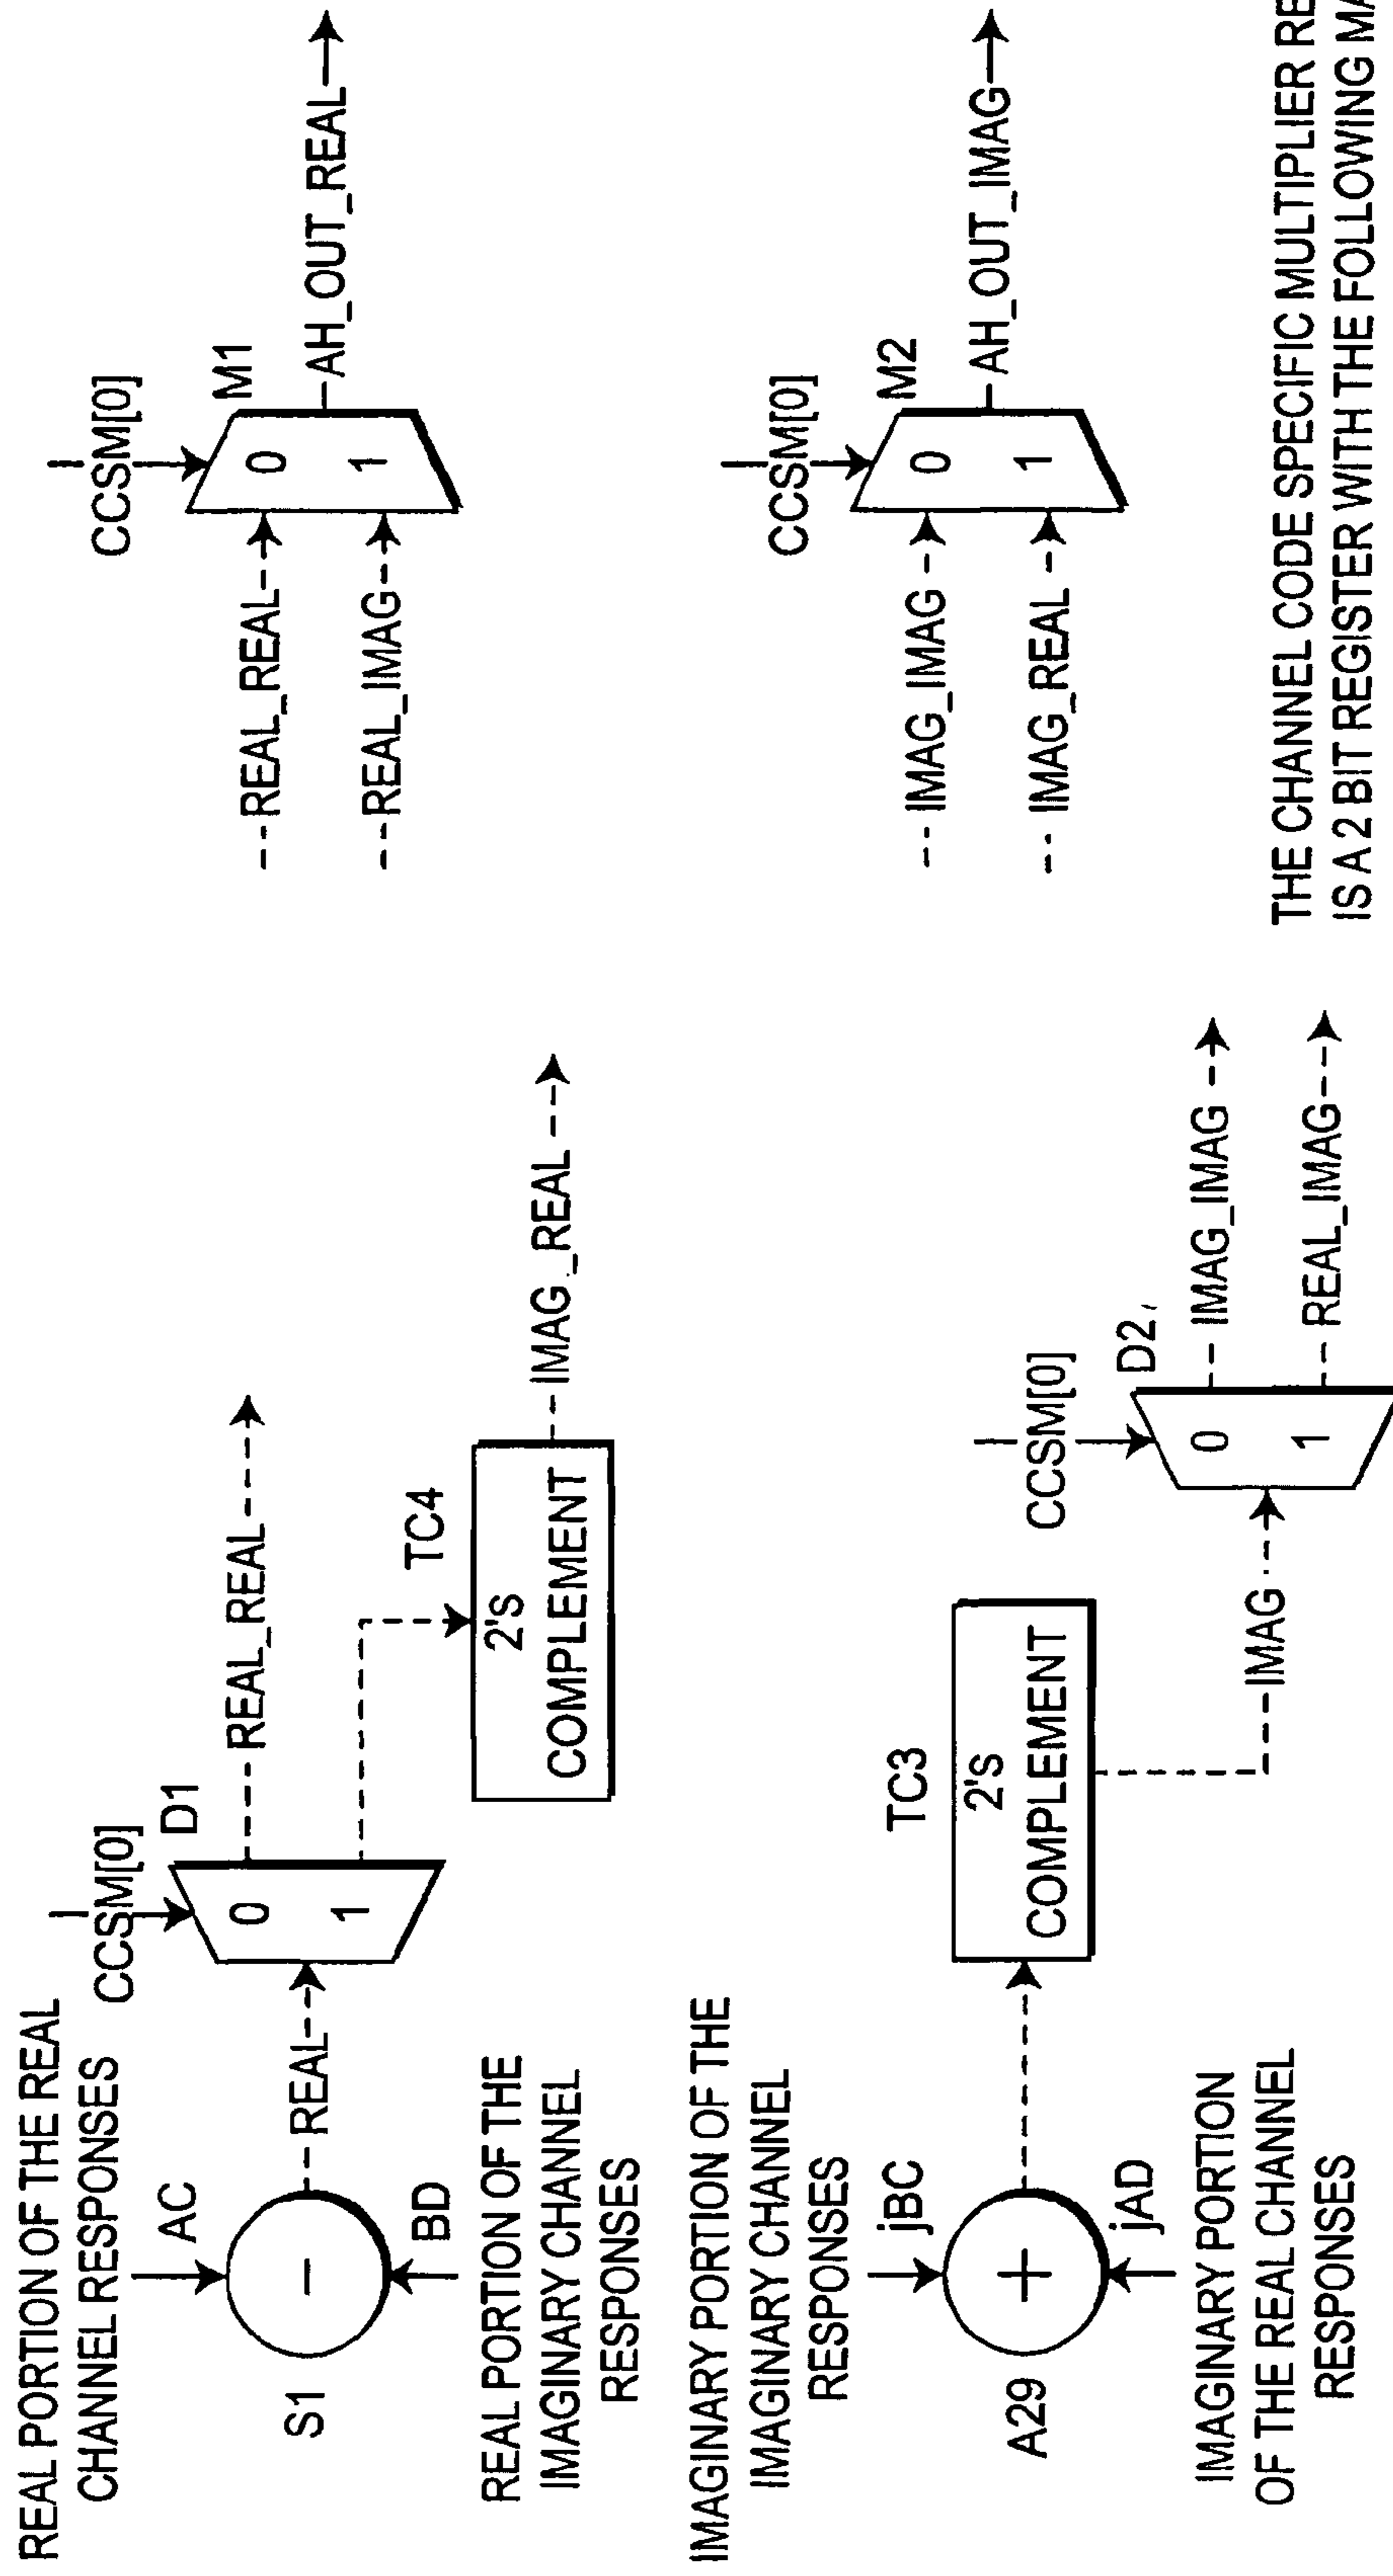 REAL PORTION OF THE REAL
CHANNEL RESPONSES
AC
S1
−
BD
REAL PORTION OF THE
IMAGINARY CHANNEL
RESPONSES
REAL
CCSM[0]
D1
0
1
REAL_REAL
TC4
2'S
COMPLEMENT
IMAG_REAL
IMAGINARY PORTION OF THE
IMAGINARY CHANNEL
RESPONSES
jBC
A29
+
jAD
IMAGINARY PORTION
OF THE REAL CHANNEL
RESPONSES
TC3
2'S
COMPLEMENT
IMAG
CCSM[0]
D2
0
1
IMAG_IMAG
REAL_IMAG
CCSM[0]
M1
REAL_REAL
0
REAL_IMAG
1
AH_OUT_REAL
CCSM[0]
M2
IMAG_IMAG
0
IMAG_REAL
1
AH_OUT_IMAG
THE CHANNEL CODE SPECIFIC MULTIPLIER RE
IS A 2 BIT REGISTER WITH THE FOLLOWING MA